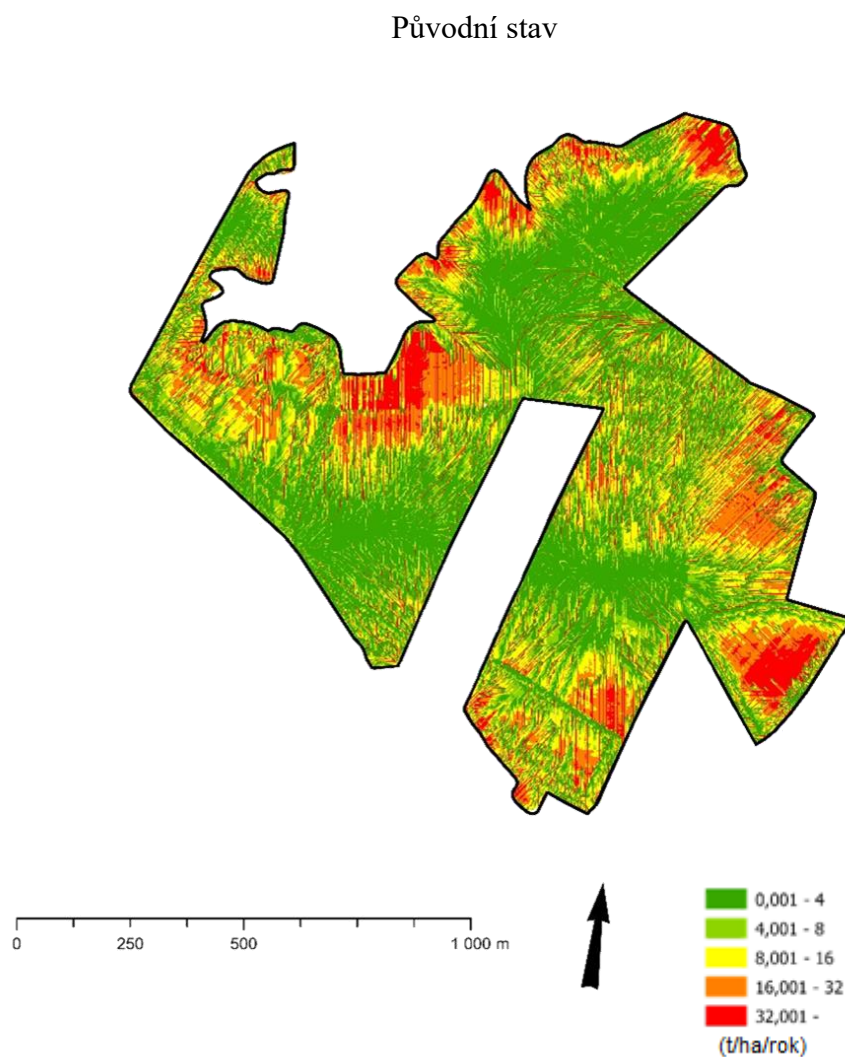 Původní stav
0 250 500 1 000 m
0,001 - 4
4,001 - 8
8,001 - 16
16,001 - 32
32,001 -
(t/ha/rok)